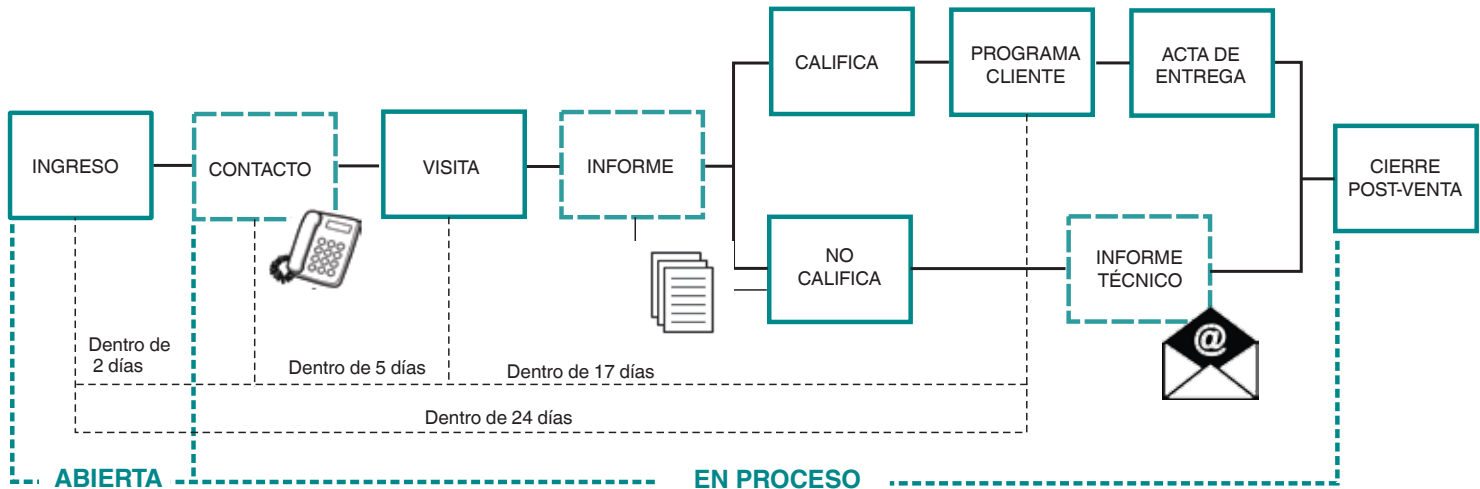 INGRESO
CONTACTO
VISITA
INFORME
CALIFICA
PROGRAMA
CLIENTE
ACTA DE
ENTREGA
NO
CALIFICA
INFORME
TÉCNICO
@
CIERRE
POST-VENTA
Dentro de
2 días
Dentro de 5 días
Dentro de 17 días
Dentro de 24 días
ABIERTA
EN PROCESO